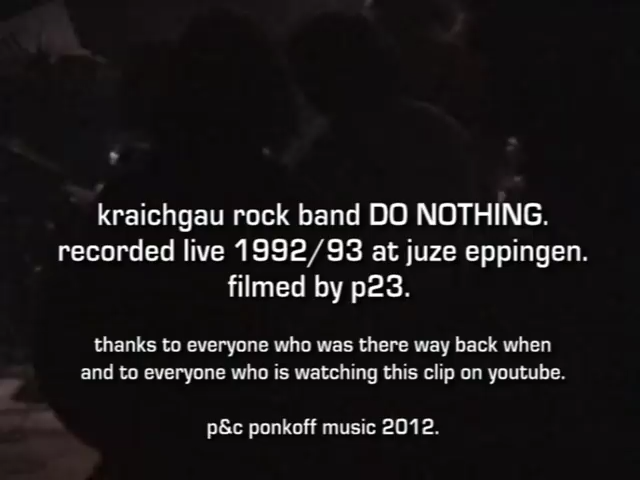 kraichgau rock band DO NOTHING.
recorded live 1992/93 at juze eppingen.
filmed by p23.
thanks to everyone who was there way back when
and to everyone who is watching this clip on youtube.
p&c ponkoff music 2012.